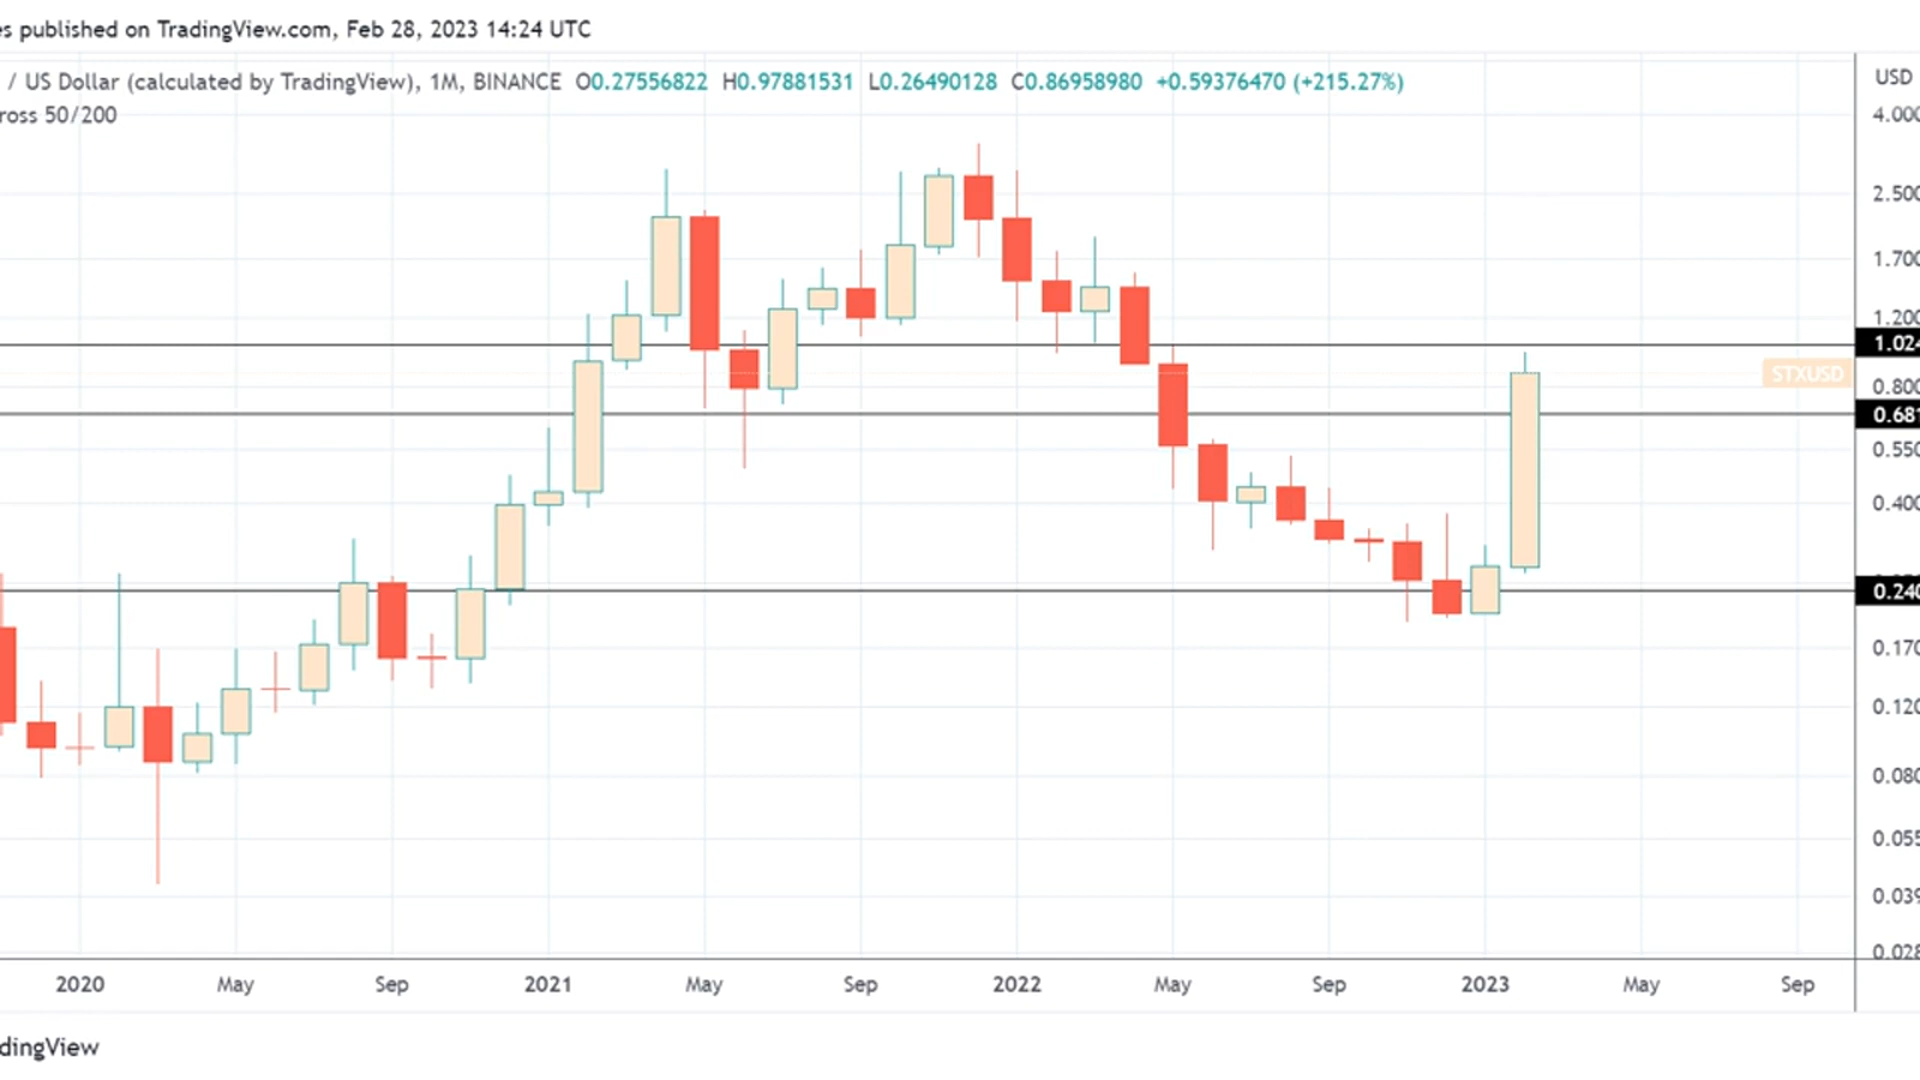 es published on TradingView.com, Feb 28, 2023 14:24 UTC
/ US Dollar (calculated by TradingView), 1M, BINANCE O0.27556822 H0.97881531 L0.26490128 C0.86958980 +0.59376470 (+215.27%)
ross 50/200
USD
4.000
2.500
1.700
1.200
1.024
STXUSD
0.800
0.681
0.550
0.400
0.240
0.170
0.120
0.080
0.055
0.039
0.028
2020 May Sep 2021 May Sep 2022 May Sep 2023 May Sep
dingView